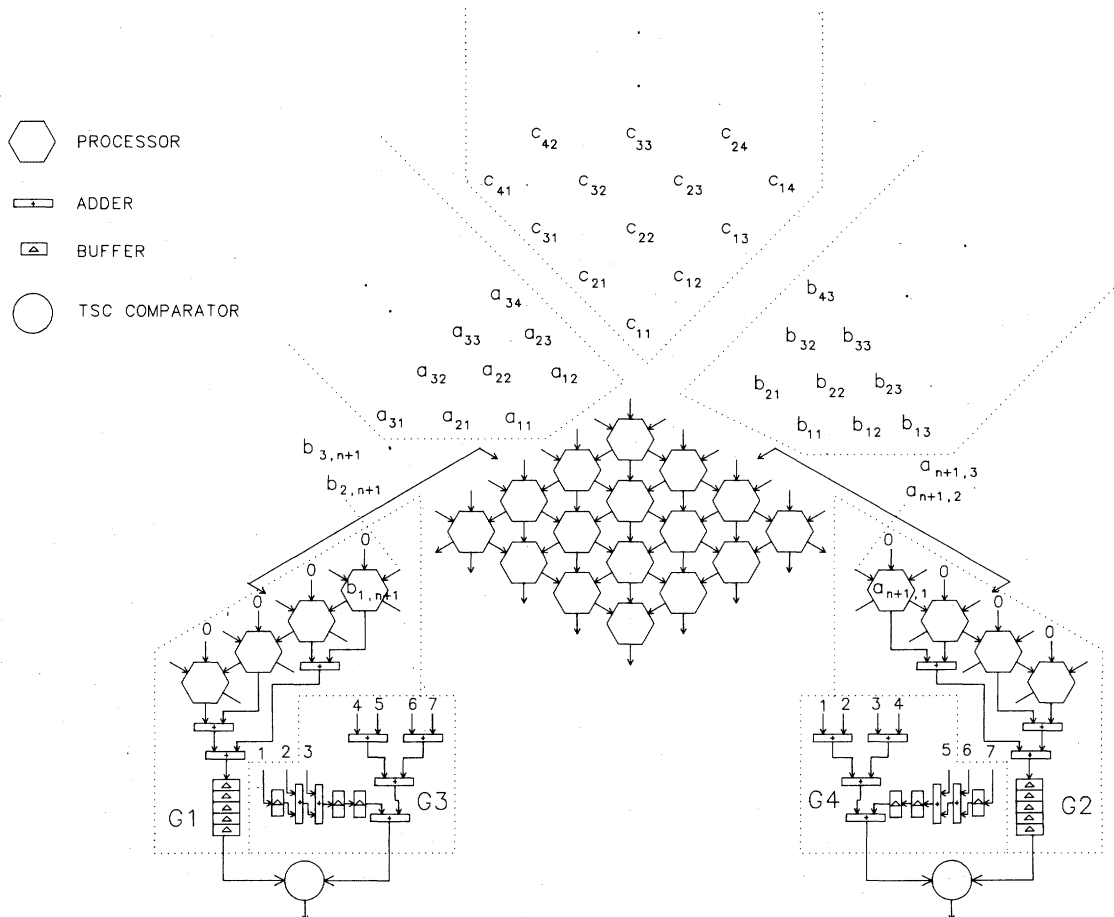 PROCESSOR
ADDER
BUFFER
TSC COMPARATOR
c42 c33 c24
c41 c32 c23 c14
c31 c22 c13
c21 c12
c11
a34
a33 a23
a32 a22 a12
a31 a21 a11
b43
b32 b33
b21 b22 b23
b11 b12 b13
b3,n+1
b2,n+1
b1,n+1
an+1,3
an+1,2
an+1,1
0 0 0 0
0 0 0 0
4 5 6 7
1 2 3
G1 G3
1 2 3 4
5 6 7
G4 G2